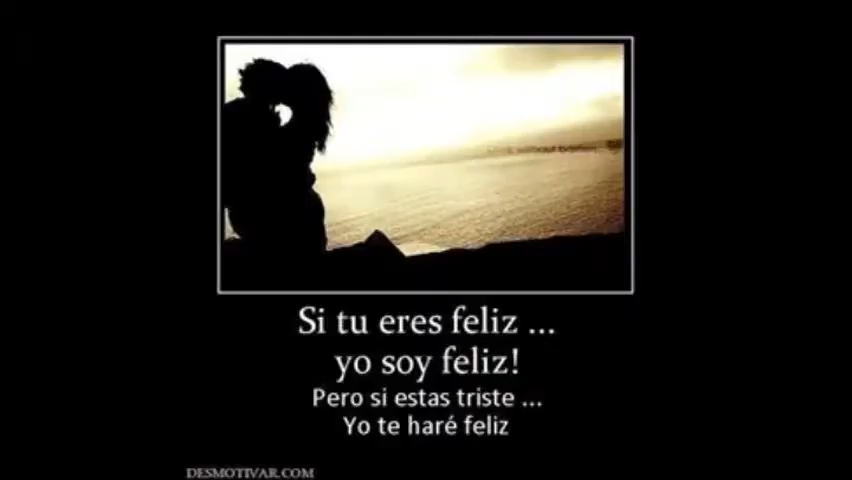 Si tu eres feliz ...
yo soy feliz!
Pero si estas triste ...
Yo te haré feliz
DESMOTIVAR.COM